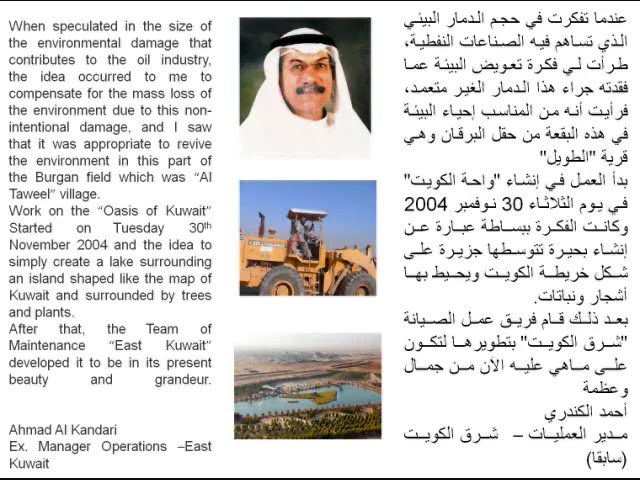 When speculated in the size of
the environmental damage that
contributes to the oil industry,
the idea occurred to me to
compensate for the mass loss of
the environment due to this non-
intentional damage, and I saw
that it was appropriate to revive
the environment in this part of
the Burgan field which was “Al
Taweel” village.
Work on the “Oasis of Kuwait”
Started on Tuesday 30th
November 2004 and the idea to
simply create a lake surrounding
an island shaped like the map of
Kuwait and surrounded by trees
and plants.
After that, the Team of
Maintenance “East Kuwait”
developed it to be in its present
beauty and grandeur.
Ahmad Al Kandari
Ex. Manager Operations –East
Kuwait
عندما تفكرت في حجم الدمار البيئي
الذي تساهم فيه الصناعات النفطية،
طرأت لي فكرة تعويض البيئة عما
فقدته جراء هذا الدمار الغير متعمد،
فرأيت أنه من المناسب إحياء البيئة
في هذه البقعة من حقل البرقان وهي
قرية "الطويل"
بدأ العمل في إنشاء "واحة الكويت"
في يوم الثلاثاء 30 نوفمبر 2004
وكانت الفكرة ببساطة عبارة عن
إنشاء بحيرة تتوسطها جزيرة على
شكل خريطة الكويت ويحيط بها
أشجار ونباتات.
بعد ذلك قام فريق عمل الصيانة
"شرق الكويت" بتطويرها لتكون
على ماهي عليه الآن من جمال
وعظمة
أحمد الكندري
مدير العمليات – شرق الكويت
(سابقا)